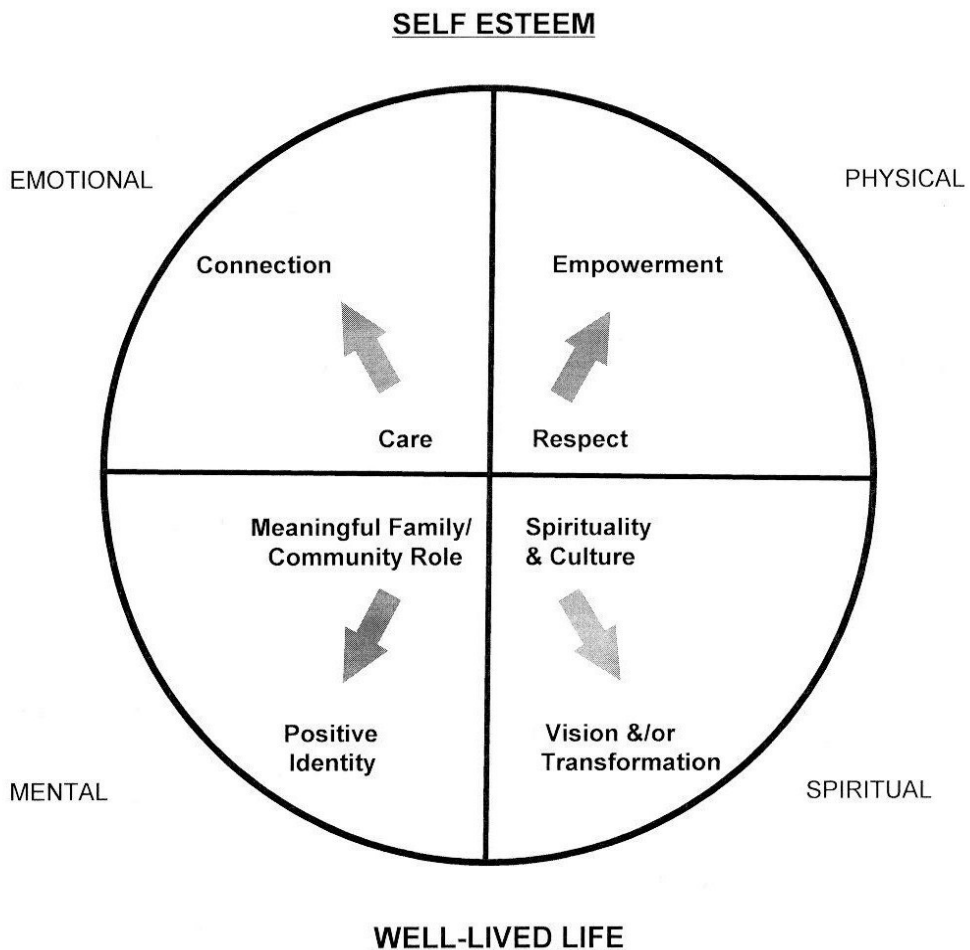 SELF ESTEEM
EMOTIONAL
PHYSICAL
Connection
Empowerment
Care
Respect
Meaningful Family/
Community Role
Spirituality
& Culture
Positive
Identity
Vision &/or
Transformation
MENTAL
SPIRITUAL
WELL-LIVED LIFE